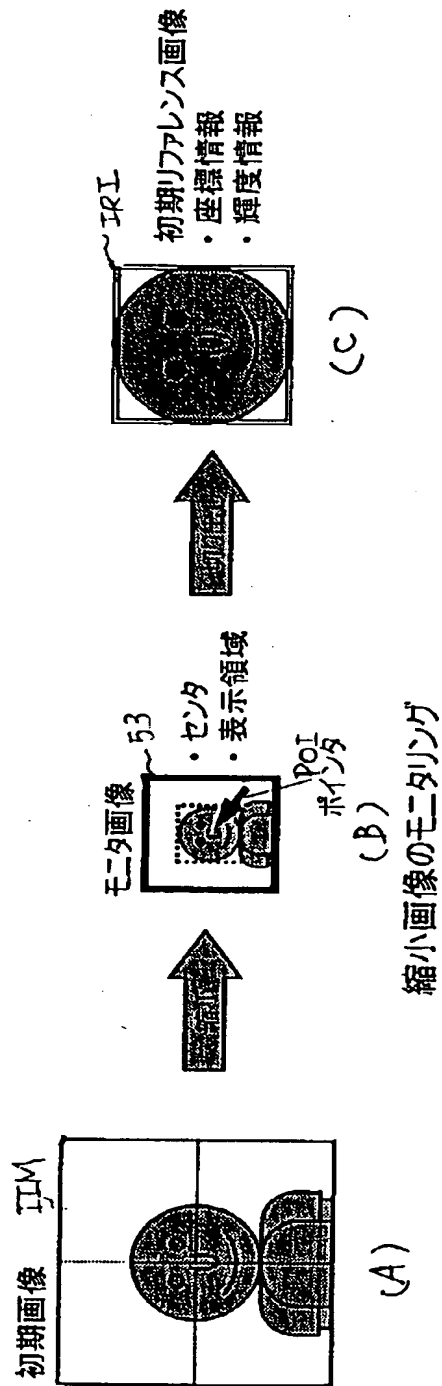 初期画像 IIM
(A)
モニタ画像 53
・センタ
・表示領域
POI
ポインタ
(B)
縮小画像のモニタリング
IRI
初期リファレンス画像
・座標情報
・輝度情報
(C)